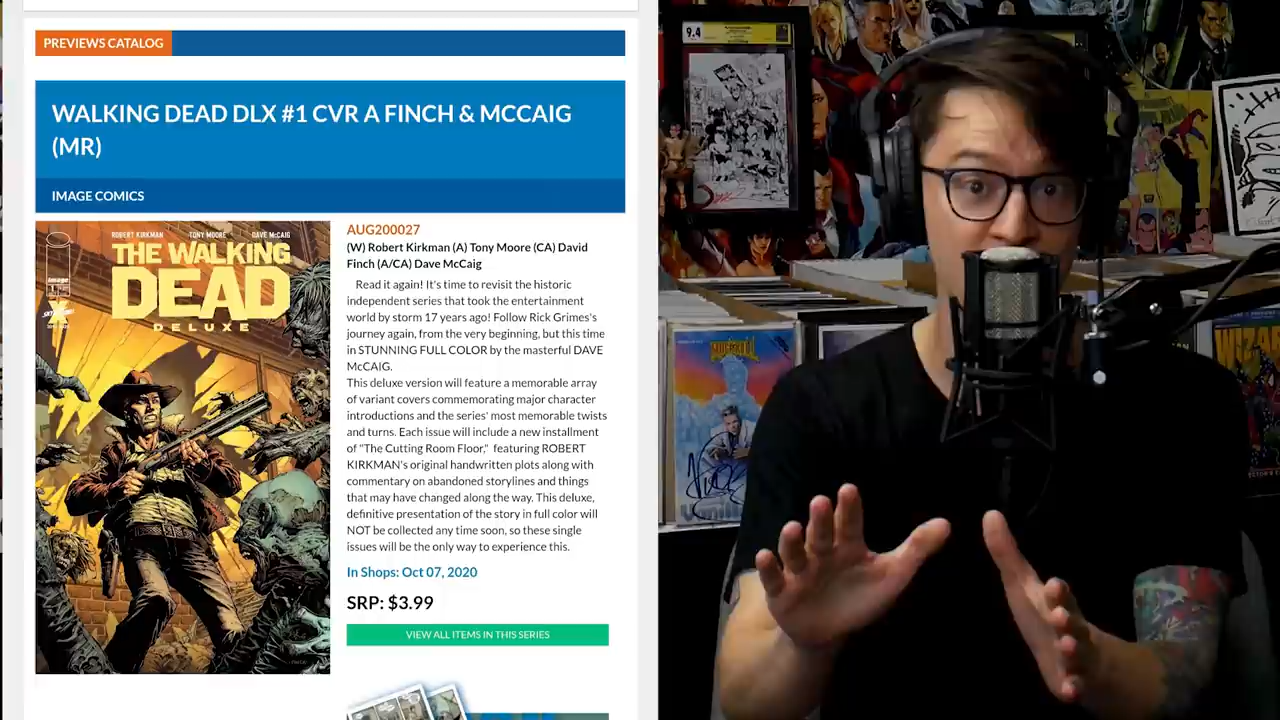 PREVIEWS CATALOG
WALKING DEAD DLX #1 CVR A FINCH & MCCAIG
(MR)
IMAGE COMICS
ROBERT KIRKMAN TONY MOORE DAVE McCAIG
THE WALKING
DEAD
DELUXE
image
1
AUG200027
(W) Robert Kirkman (A) Tony Moore (CA) David
Finch (A/CA) Dave McCaig
Read it again! It's time to revisit the historic
independent series that took the entertainment
world by storm 17 years ago! Follow Rick Grimes's
journey again, from the very beginning, but this time
in STUNNING FULL COLOR by the masterful DAVE
McCAIG.
This deluxe version will feature a memorable array
of variant covers commemorating major character
introductions and the series' most memorable twists
and turns. Each issue will include a new installment
of "The Cutting Room Floor," featuring ROBERT
KIRKMAN's original handwritten plots along with
commentary on abandoned storylines and things
that may have changed along the way. This deluxe,
definitive presentation of the story in full color will
NOT be collected any time soon, so these single
issues will be the only way to experience this.
In Shops: Oct 07, 2020
SRP: $3.99
VIEW ALL ITEMS IN THIS SERIES
9.4
WIZA